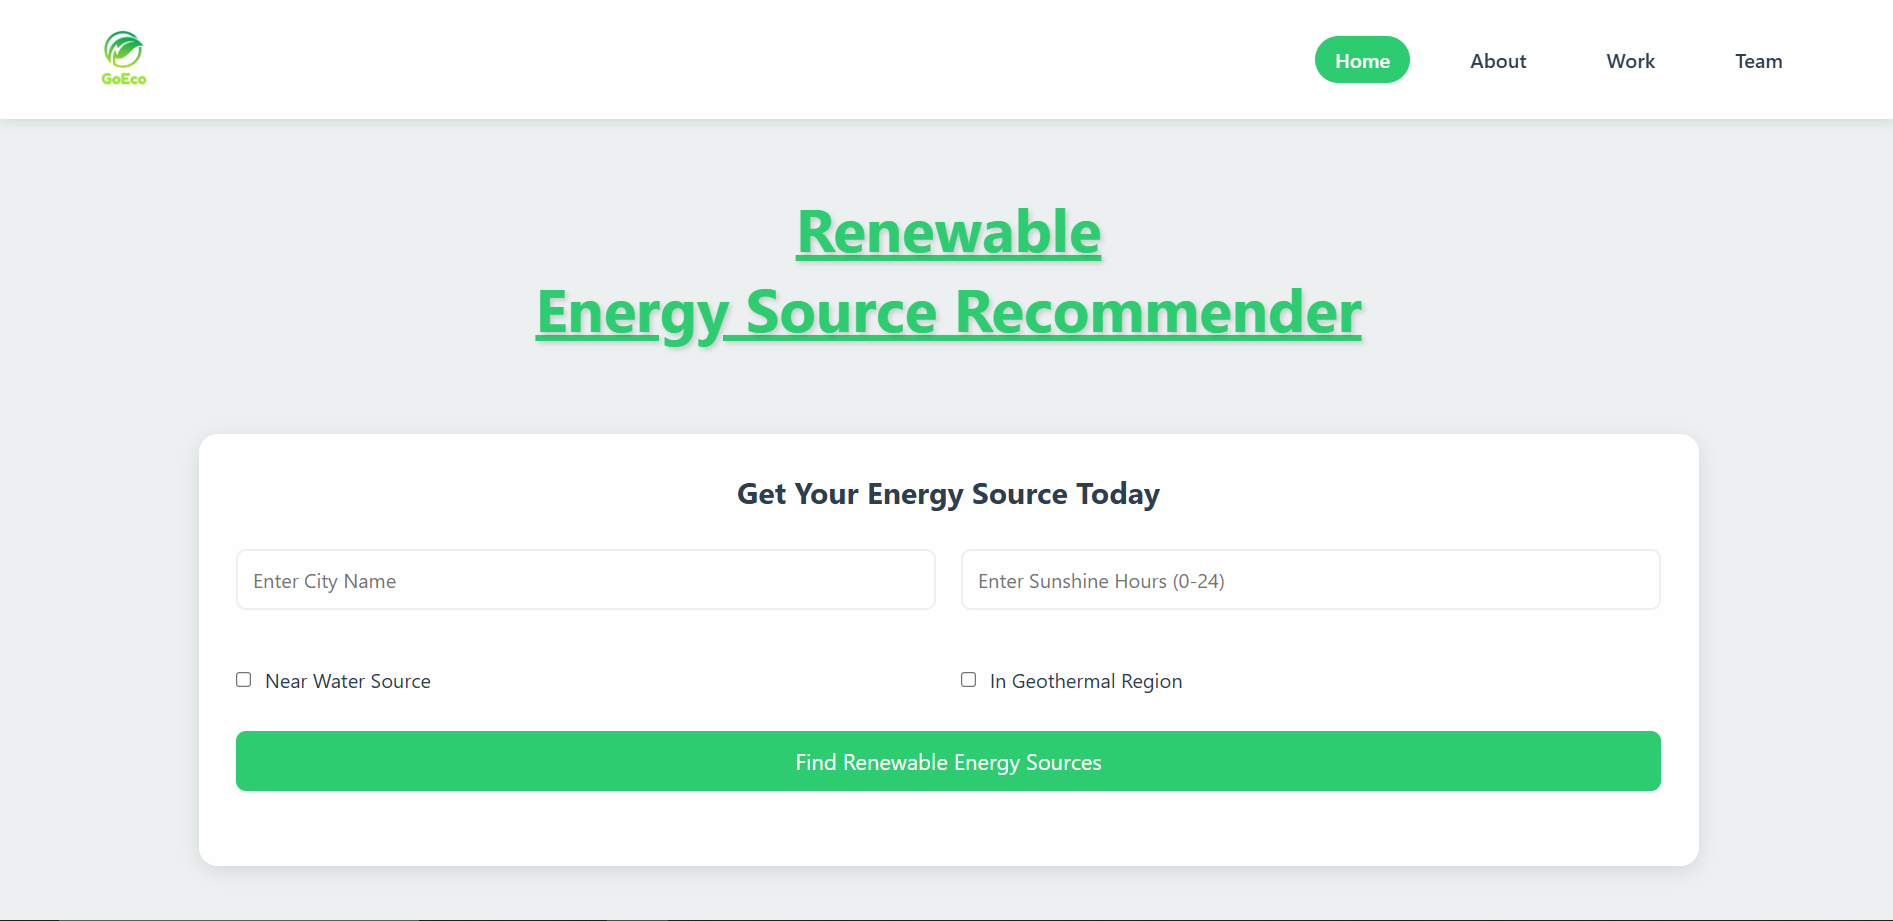 GoEco
Home
About
Work
Team
Renewable
Energy Source Recommender
Get Your Energy Source Today
Enter City Name
Enter Sunshine Hours (0-24)
Near Water Source
In Geothermal Region
Find Renewable Energy Sources